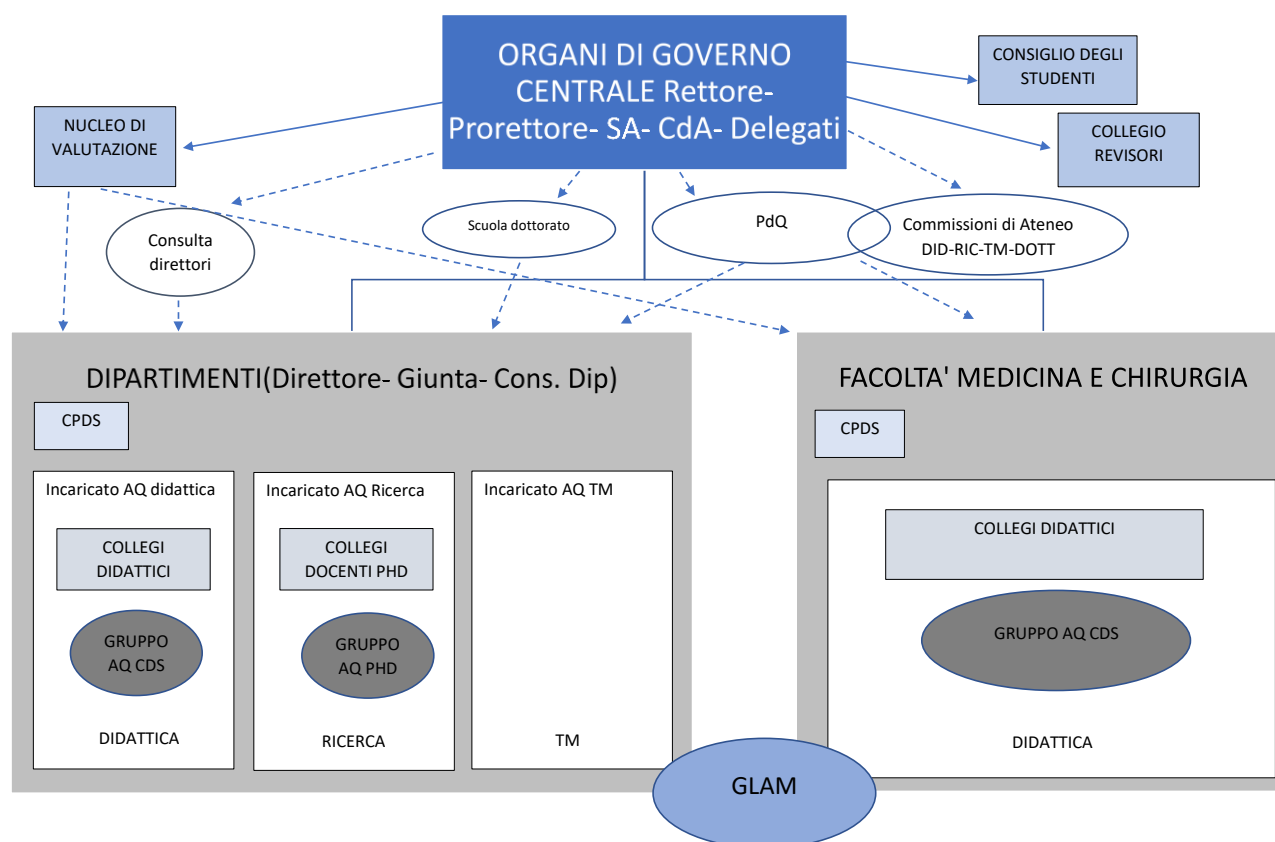 ORGANI DI GOVERNO
CENTRALE Rettore-
Prorettore- SA- CdA- Delegati
CONSIGLIO DEGLI
STUDENTI
NUCLEO DI
VALUTAZIONE
COLLEGIO
REVISORI
Consulta
direttori
Scuola dottorato
PdQ
Commissioni di Ateneo
DID-RIC-TM-DOTT
DIPARTIMENTI(Direttore- Giunta- Cons. Dip)
CPDS
Incaricato AQ didattica
COLLEGI
DIDATTICI
GRUPPO
AQ CDS
DIDATTICA
Incaricato AQ Ricerca
COLLEGI
DOCENTI PHD
GRUPPO
AQ PHD
RICERCA
Incaricato AQ TM
TM
FACOLTA' MEDICINA E CHIRURGIA
CPDS
COLLEGI DIDATTICI
GRUPPO AQ CDS
DIDATTICA
GLAM